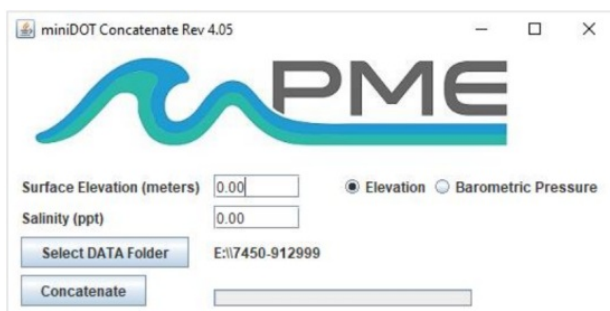 miniDOT Concatenate Rev 4.05
PME
Surface Elevation (meters) 0.00 Elevation Barometric Pressure
Salinity (ppt) 0.00
Select DATA Folder E:\\7450-912999
Concatenate